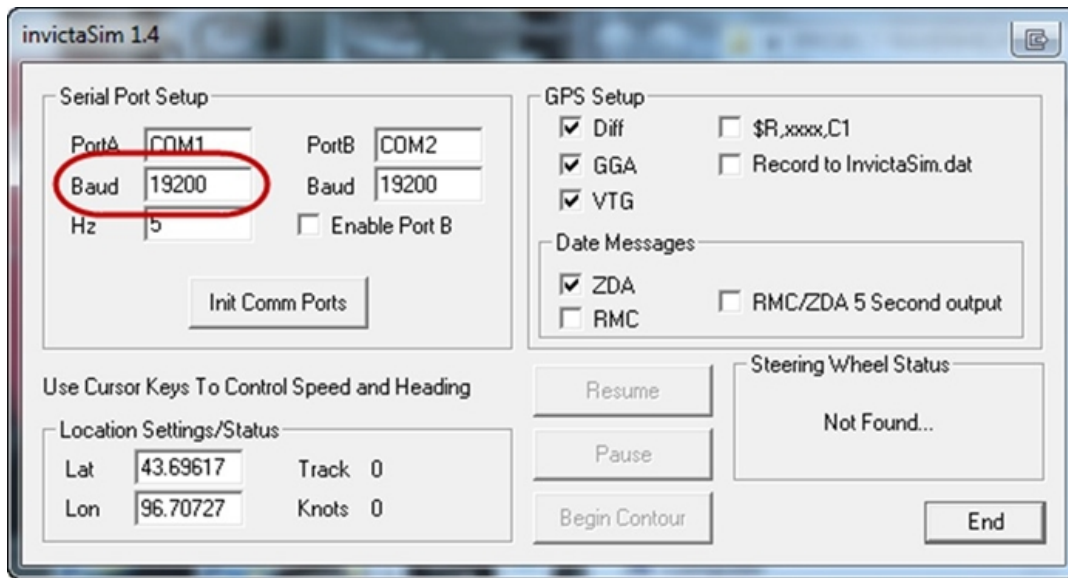 invictaSim 1.4
Serial Port Setup
PortA COM1 PortB COM2
Baud 19200 Baud 19200
Hz 5 Enable Port B
Init Comm Ports
GPS Setup
Diff $R,xxxx,C1
GGA Record to InvictaSim.dat
VTG
Date Messages
ZDA
RMC/ZDA 5 Second output
RMC
Use Cursor Keys To Control Speed and Heading
Location Settings/Status
Lat 43.69617 Track 0
Lon 96.70727 Knots 0
Resume
Pause
Begin Contour
Steering Wheel Status
Not Found...
End